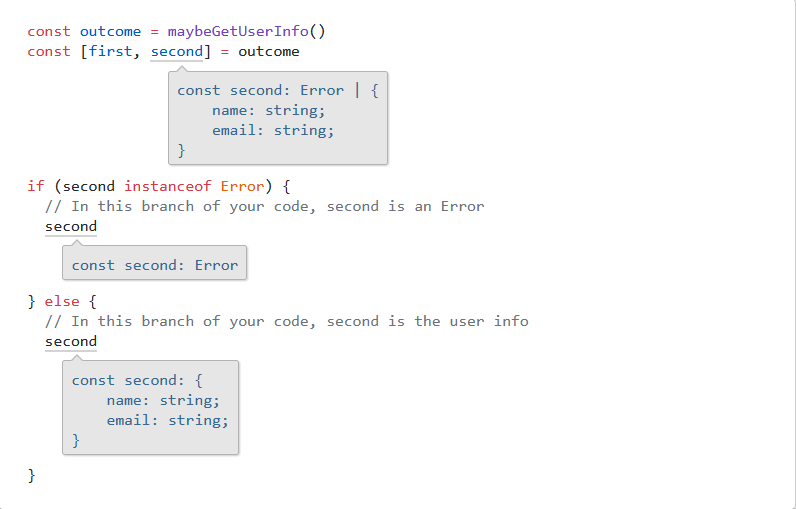 const outcome = maybeGetUserInfo()
const [first, second] = outcome
const second: Error | {
    name: string;
    email: string;
}
if (second instanceof Error) {
  // In this branch of your code, second is an Error
  second
const second: Error
} else {
  // In this branch of your code, second is the user info
  second
const second: {
    name: string;
    email: string;
}
}